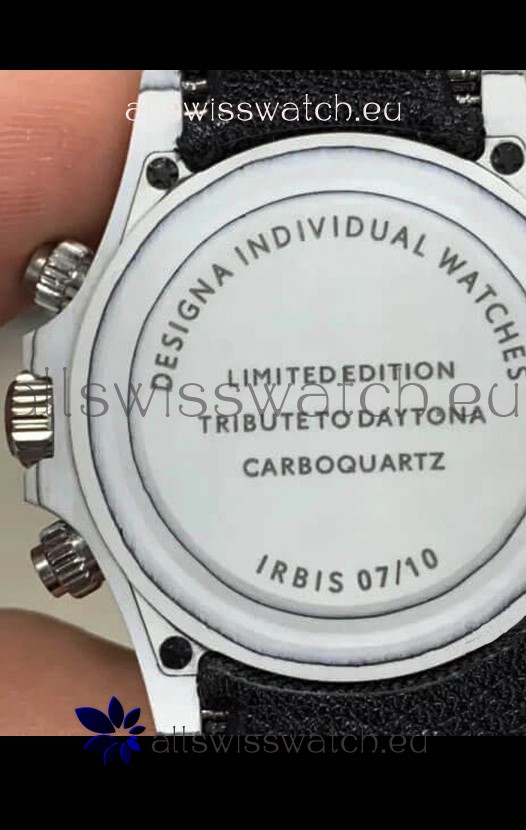 allswisswatch.eu
DESIGNA INDIVIDUAL WATCHES
LIMITED EDITION
allswisswatch.eu
TRIBUTE TO DAYTONA
CARBOQUARTZ
IRBIS 07/10
allswisswatch.eu